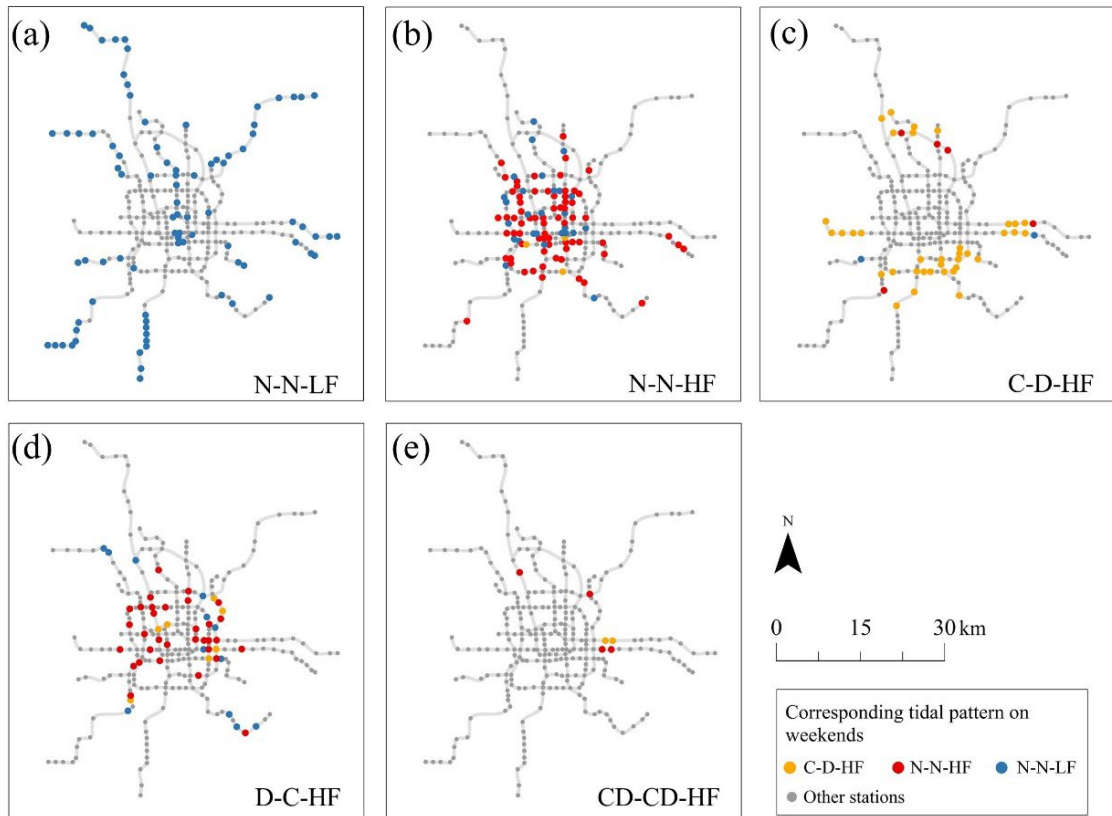 (a)
N-N-LF
(b)
N-N-HF
(c)
C-D-HF
(d)
D-C-HF
(e)
CD-CD-HF
N
0 15 30 km
Corresponding tidal pattern on
weekends
C-D-HF N-N-HF N-N-LF
Other stations